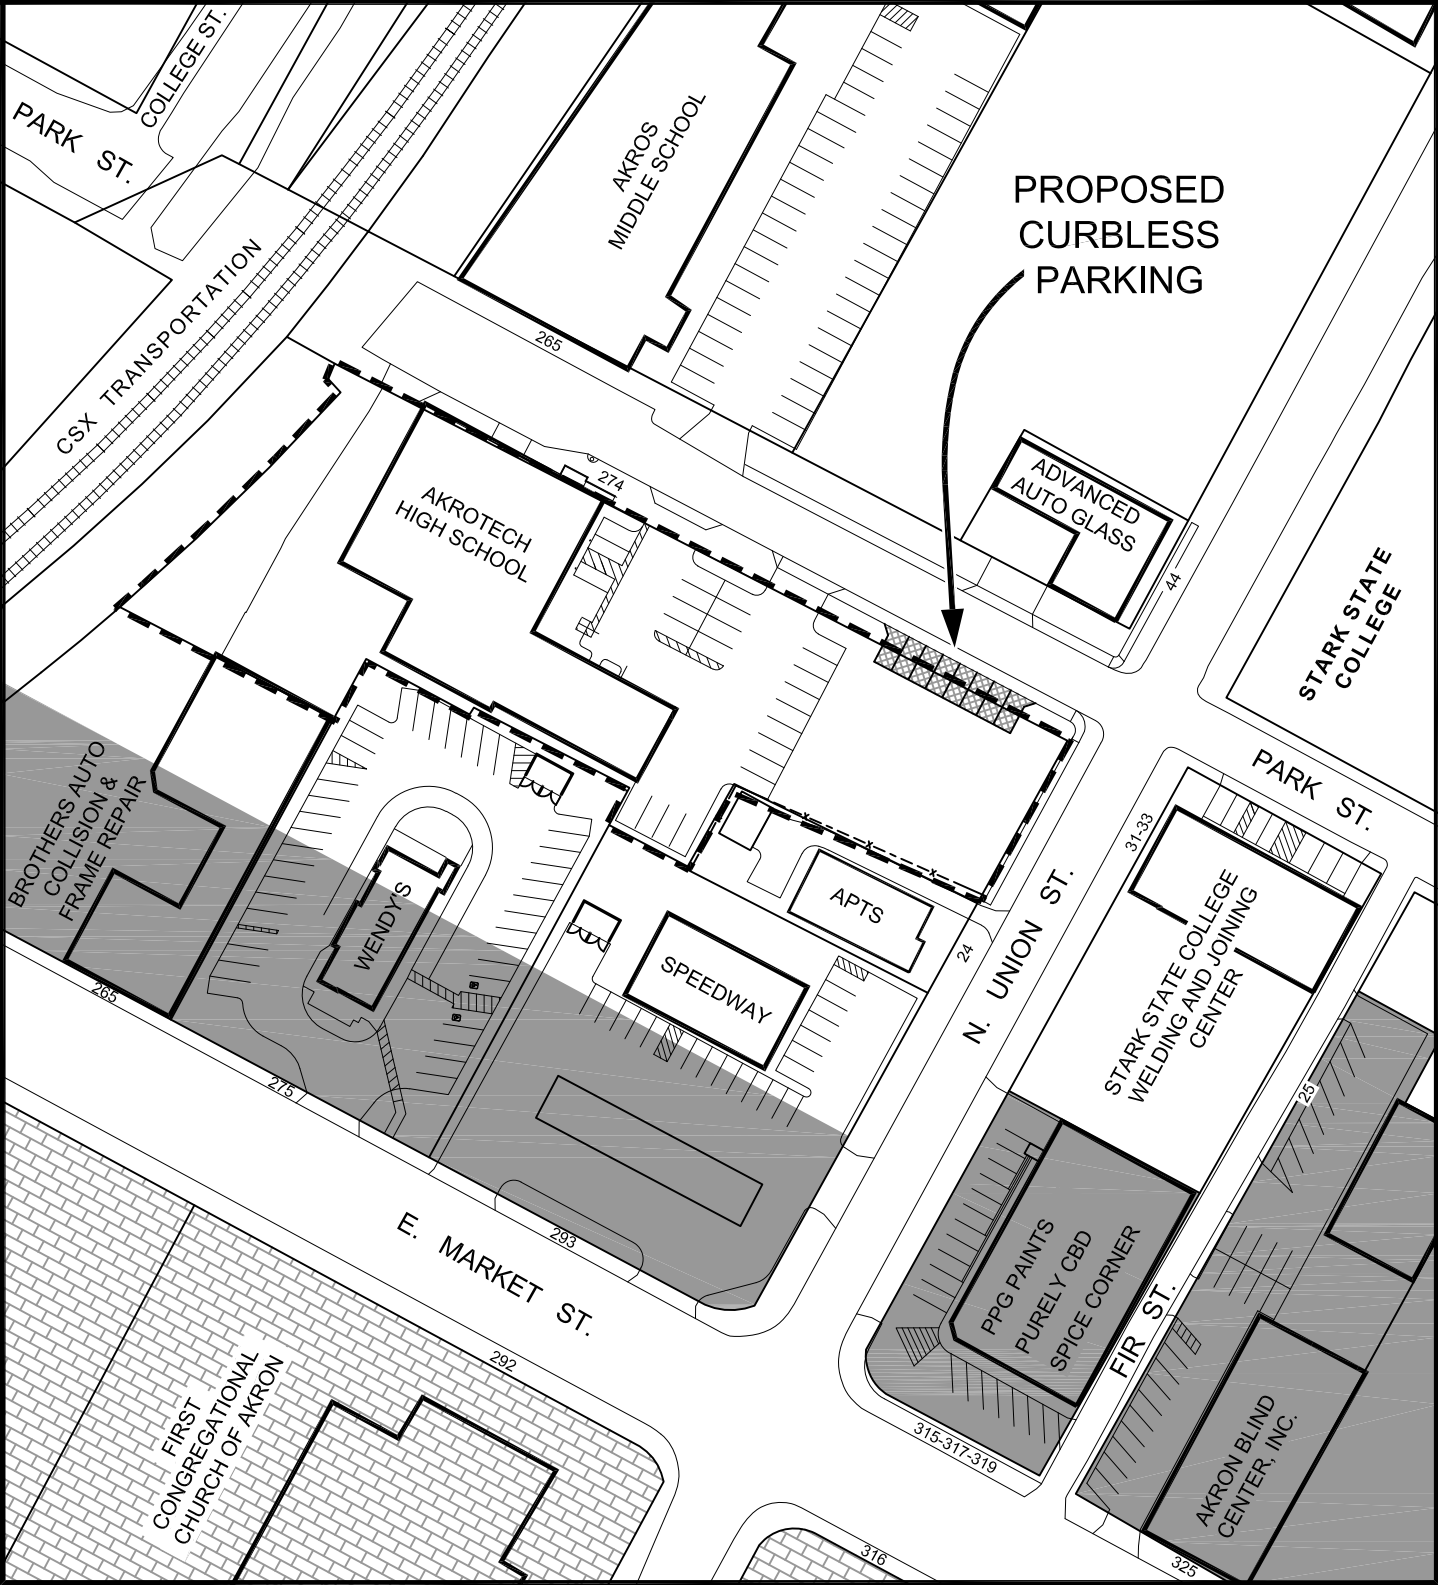 COLLEGE ST.
PARK ST.
AKROS
MIDDLE SCHOOL
PROPOSED
CURBLESS
PARKING
CSX TRANSPORTATION
265
ADVANCED
AUTO GLASS
274
AKROTECH
HIGH SCHOOL
44
STARK STATE
COLLEGE
PARK ST.
BROTHERS AUTO
COLLISION &
FRAME REPAIR
31-33
WENDY'S
APTS
N. UNION ST.
24
SPEEDWAY
STARK STATE COLLEGE
WELDING AND JOINING
CENTER
265
275
25
E. MARKET ST.
293
PPG PAINTS
PURELY CBD
SPICE CORNER
FIR ST.
292
FIRST
CONGREGATIONAL
CHURCH OF AKRON
315-317-319
AKRON BLIND
CENTER, INC.
316
325
x
x
x